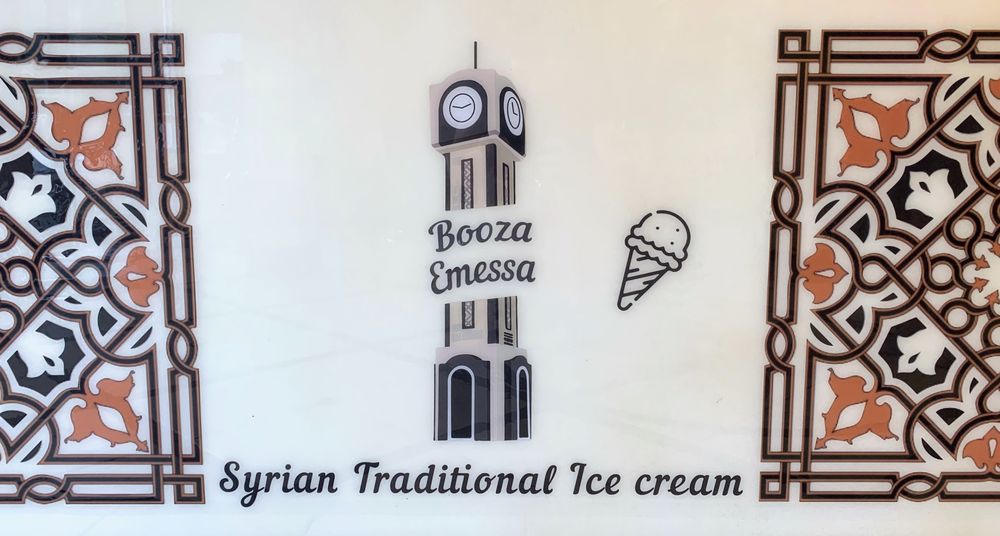 Booza
Emessa
Syrian Traditional Ice cream